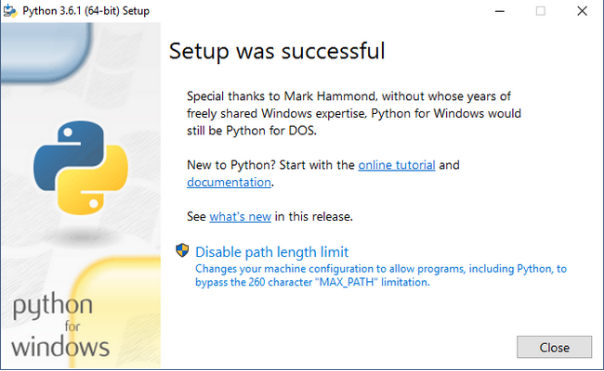 Python 3.6.1 (64-bit) Setup
Setup was successful
Special thanks to Mark Hammond, without whose years of
freely shared Windows expertise, Python for Windows would
still be Python for DOS.
New to Python? Start with the online tutorial and
documentation.
See what's new in this release.
Disable path length limit
Changes your machine configuration to allow programs, including Python, to
bypass the 260 character "MAX_PATH" limitation.
python
for
windows
Close